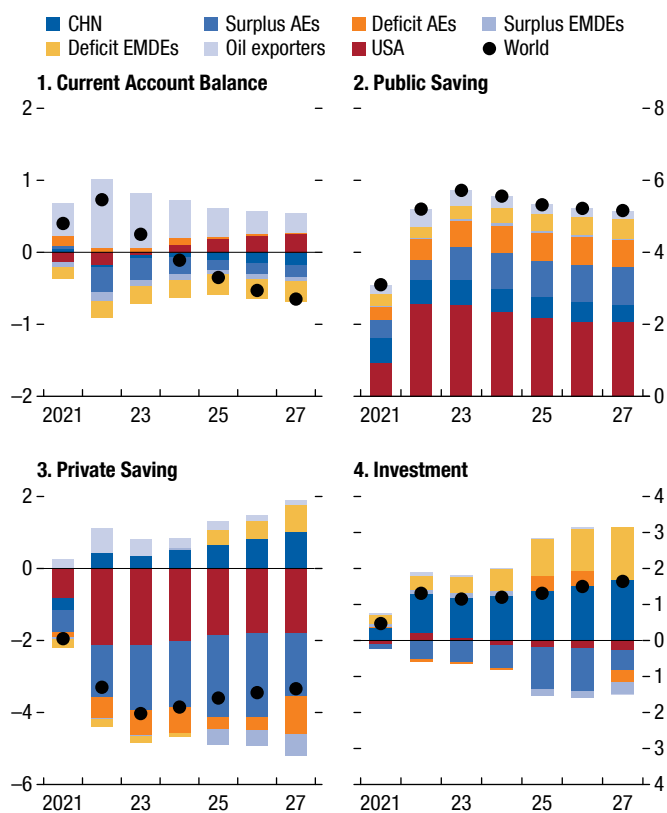 CHN Surplus AEs Deficit AEs Surplus EMDEs
Deficit EMDEs Oil exporters USA World
1. Current Account Balance
2
1
0
−1
−2
2021 23 25 27
2. Public Saving
8
6
4
2
0
2021 23 25 27
3. Private Saving
2
0
−2
−4
−6
2021 23 25 27
4. Investment
4
3
2
1
0
1
2
3
4
2021 23 25 27